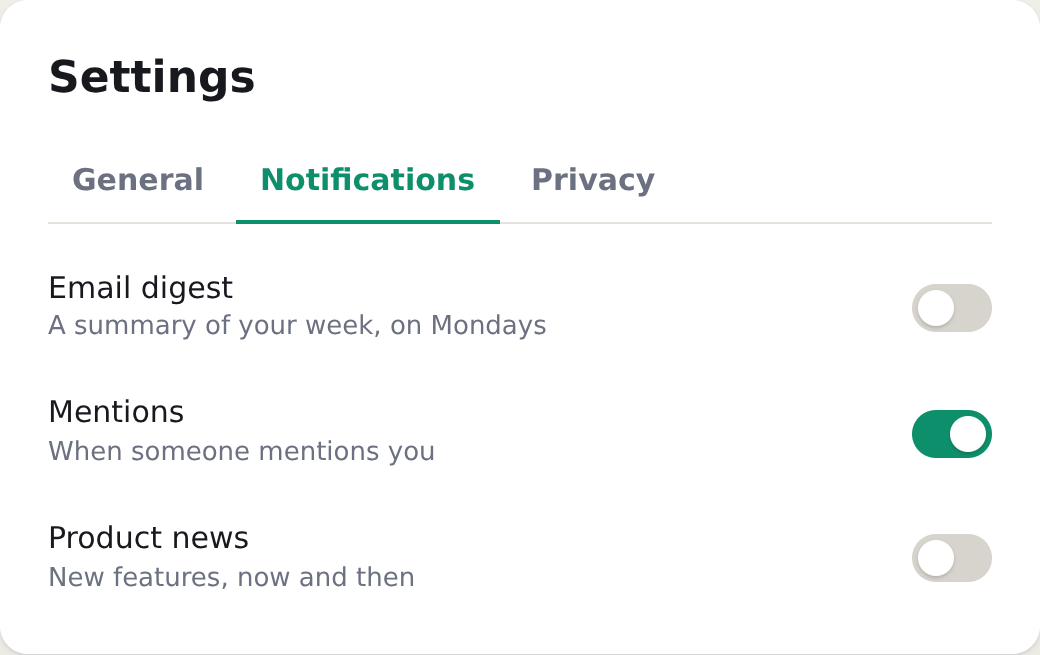 Settings
General Notifications Privacy
Email digest
A summary of your week, on Mondays
Mentions
When someone mentions you
Product news
New features, now and then